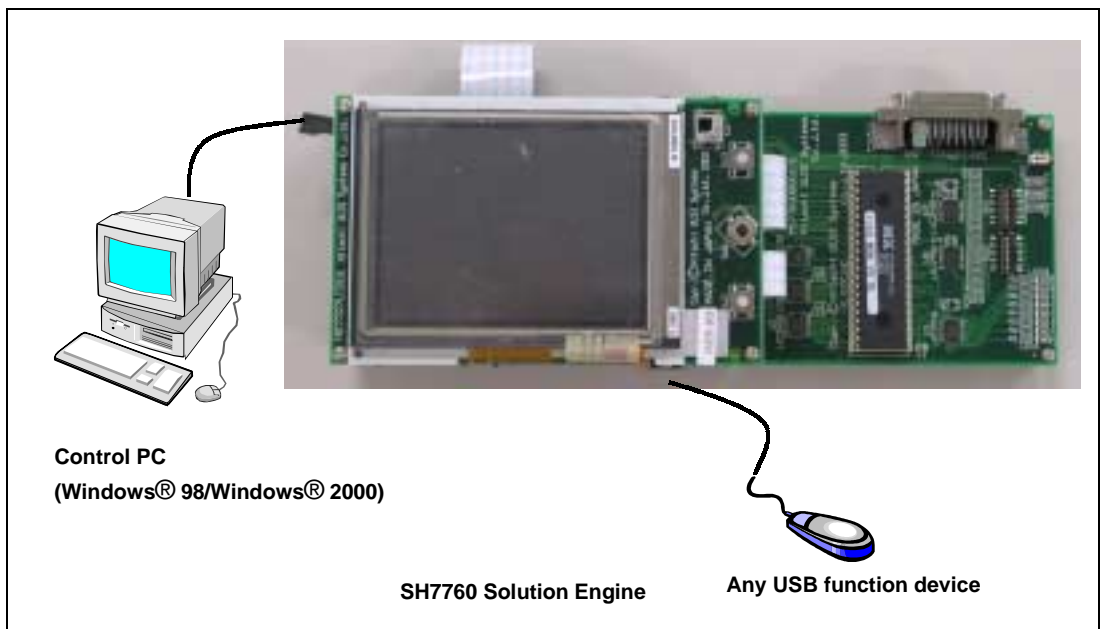 Control PC
(Windows® 98/Windows® 2000)
SH7760 Solution Engine
Any USB function device